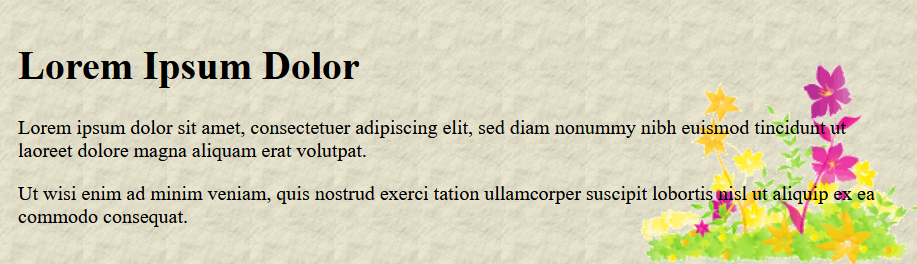 Lorem Ipsum Dolor
Lorem ipsum dolor sit amet, consectetuer adipiscing elit, sed diam nonummy nibh euismod tincidunt ut
laoreet dolore magna aliquam erat volutpat.
Ut wisi enim ad minim veniam, quis nostrud exerci tation ullamcorper suscipit lobortis nisl ut aliquip ex ea
commodo consequat.